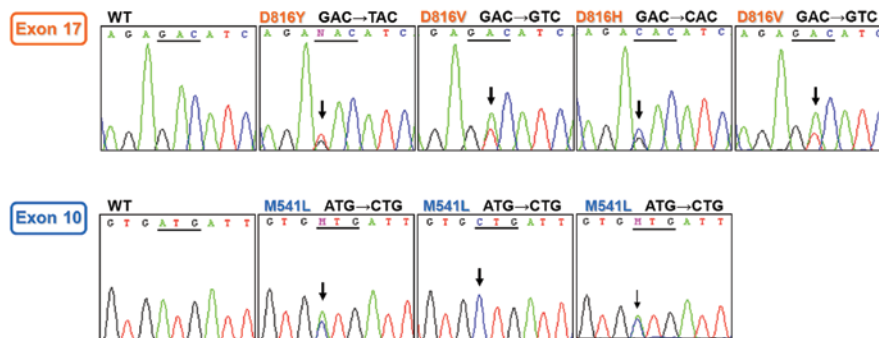 WT D816Y GAC→TAC D816V GAC→GTC D816H GAC→CAC D816V GAC→GTC
Exon 17
A G A G A C A T C A G A N A C A T C G A G A C A T C A G A C A C A T C A G A G A C A T C
WT M541L ATG→CTG M541L ATG→CTG M541L ATG→CTG
Exon 10
G T G A T G A T T G T G M T G A T T G T G C T G A T T G T G M T G A T T